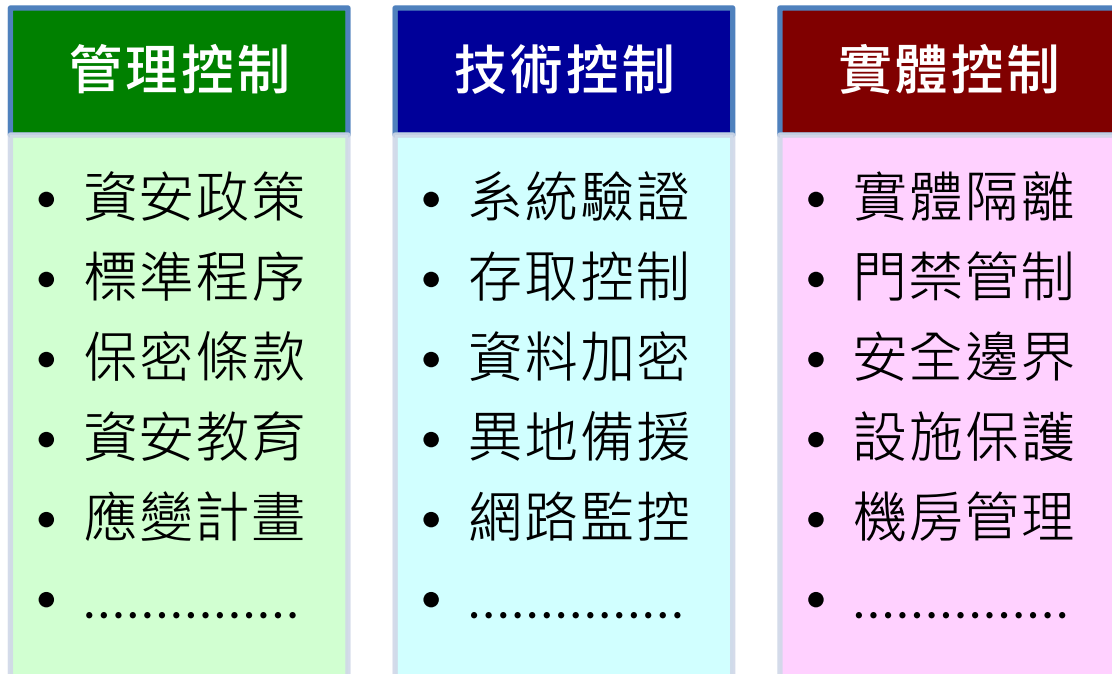 管理控制
• 資安政策
• 標準程序
• 保密條款
• 資安教育
• 應變計畫
• ...............
技術控制
• 系統驗證
• 存取控制
• 資料加密
• 異地備援
• 網路監控
• ...............
實體控制
• 實體隔離
• 門禁管制
• 安全邊界
• 設施保護
• 機房管理
• ...............